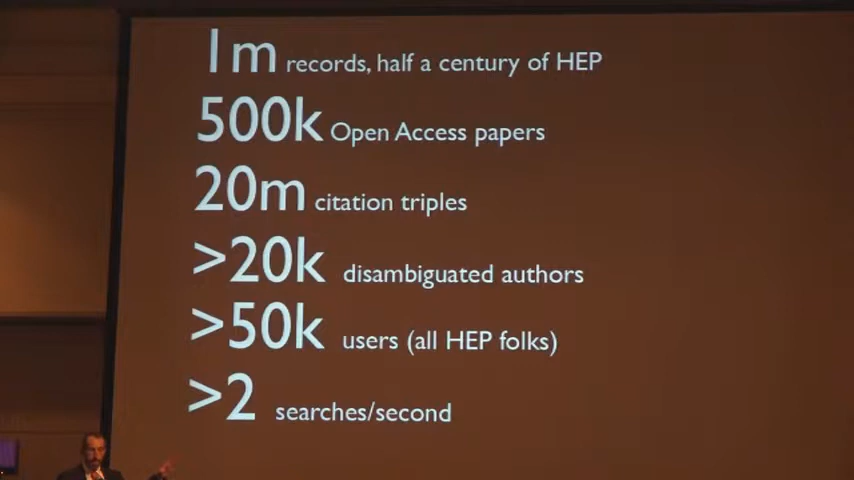 1m records, half a century of HEP
500k Open Access papers
20m citation triples
>20k disambiguated authors
>50k users (all HEP folks)
>2 searches/second